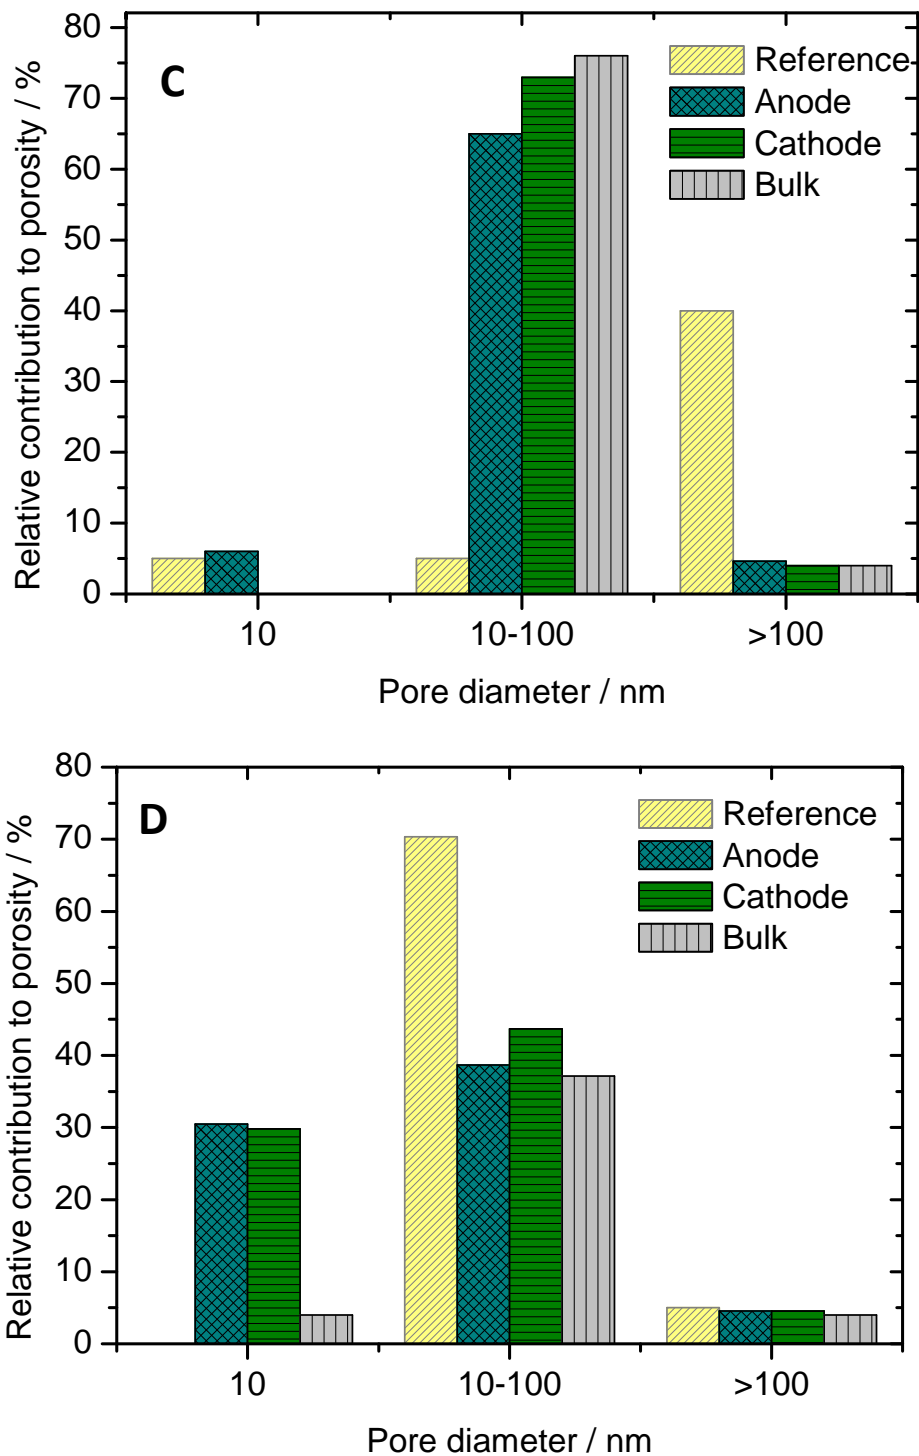 C
Reference
Anode
Cathode
Bulk
Relative contribution to porosity / %
80
70
60
50
40
30
20
10
0
10
10-100
>100
Pore diameter / nm
D
Reference
Anode
Cathode
Bulk
Relative contribution to porosity / %
80
70
60
50
40
30
20
10
0
10
10-100
>100
Pore diameter / nm